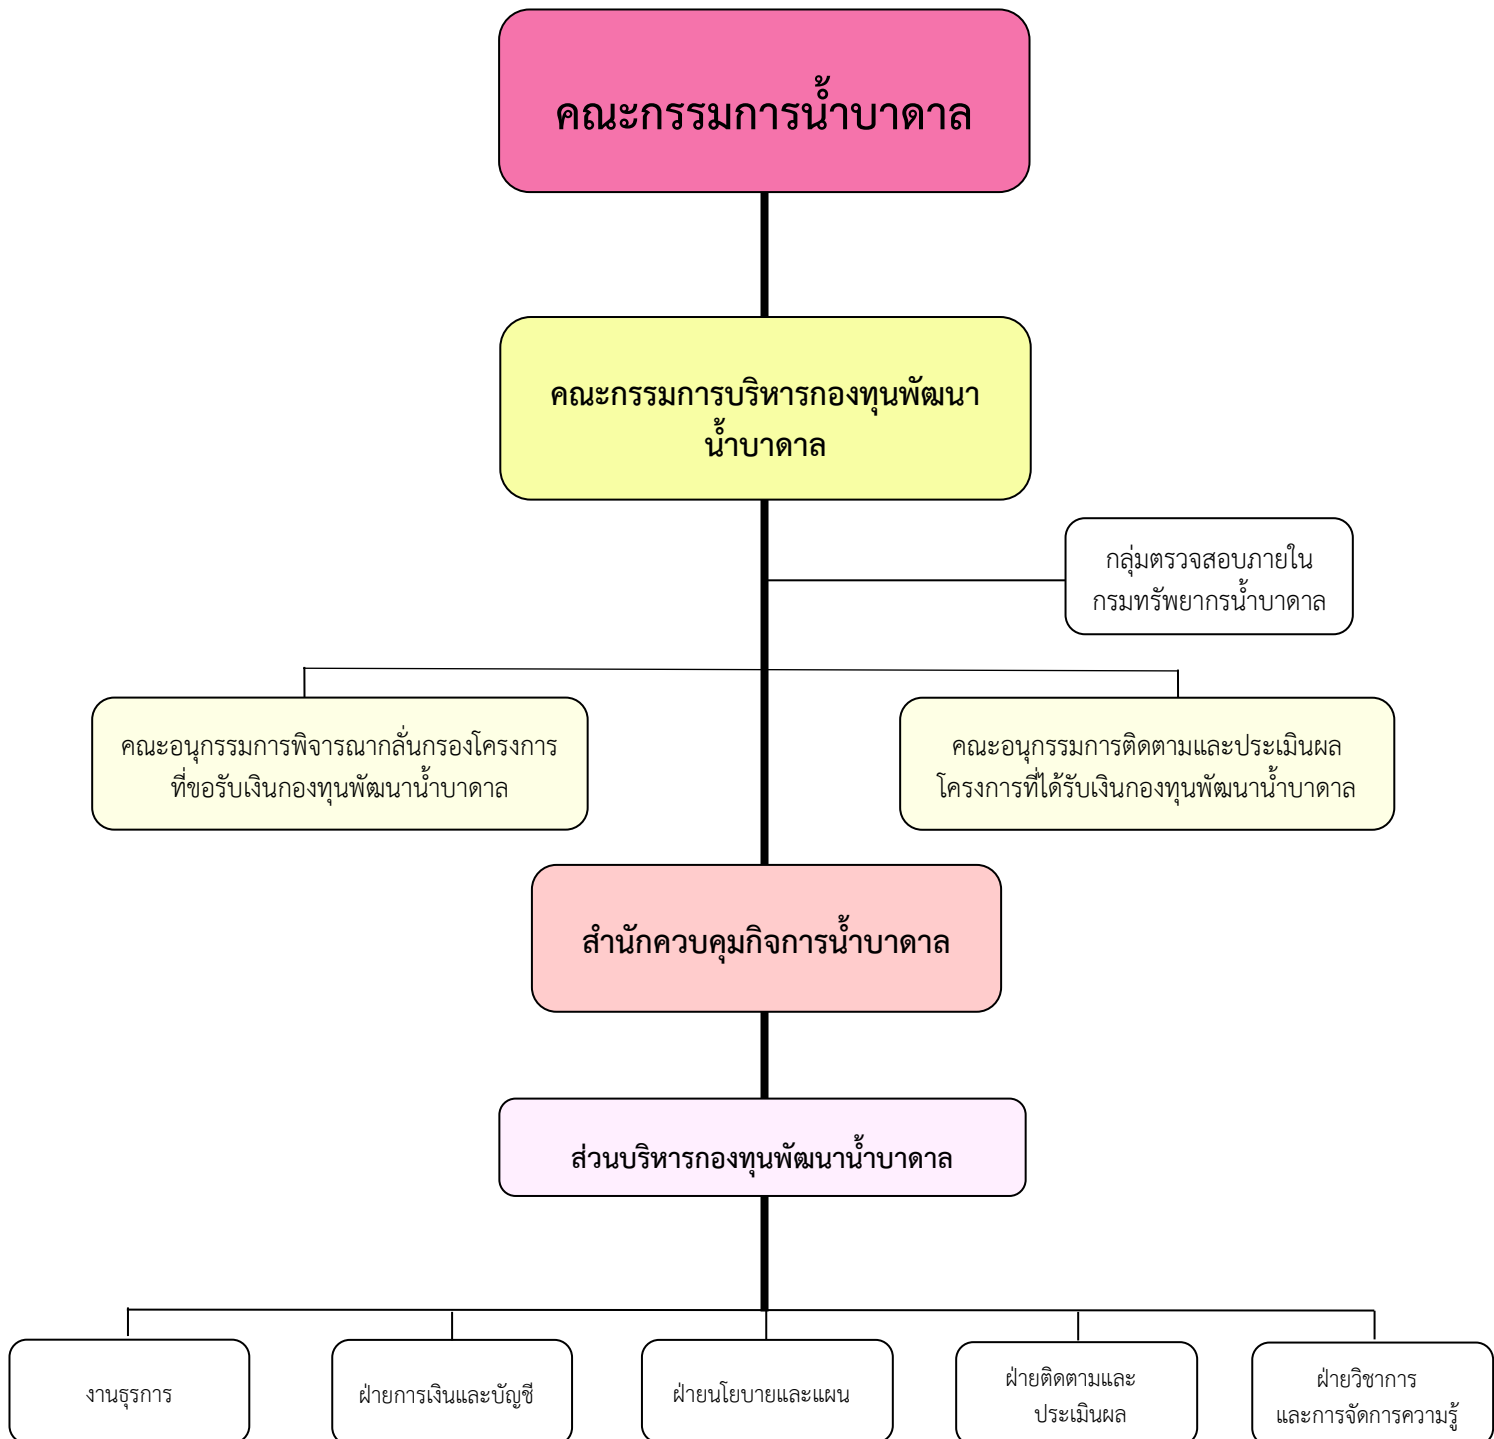 คณะกรรมการน้ำบาดาล
คณะกรรมการบริหารกองทุนพัฒนา
น้ำบาดาล
กลุ่มตรวจสอบภายใน
กรมทรัพยากรน้ำบาดาล
คณะอนุกรรมการพิจารณากลั่นกรองโครงการ
ที่ขอรับเงินกองทุนพัฒนาน้ำบาดาล
คณะอนุกรรมการติดตามและประเมินผล
โครงการที่ได้รับเงินกองทุนพัฒนาน้ำบาดาล
สำนักควบคุมกิจการน้ำบาดาล
ส่วนบริหารกองทุนพัฒนาน้ำบาดาล
งานธุรการ
ฝ่ายการเงินและบัญชี
ฝ่ายนโยบายและแผน
ฝ่ายติดตามและ
ประเมินผล
ฝ่ายวิชาการ
และการจัดการความรู้